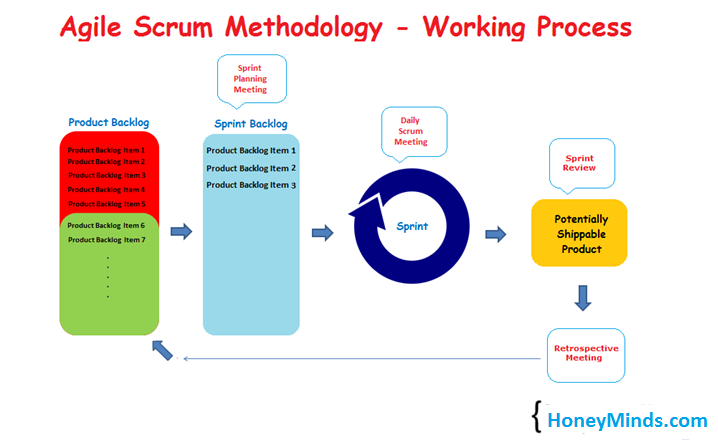 Agile Scrum Methodology - Working Process
Sprint
Planning
Meeting
Product Backlog
Product Backlog Item 1
Product Backlog Item 2
Product Backlog Item 3
Product Backlog Item 4
Product Backlog Item 5
Product Backlog Item 6
Product Backlog Item 7
.
.
.
.
.
Sprint Backlog
Product Backlog Item 1
Product Backlog Item 2
Product Backlog Item 3
Daily
Scrum
Meeting
Sprint
Sprint
Review
Potentially
Shippable
Product
Retrospective
Meeting
{ HoneyMinds.com